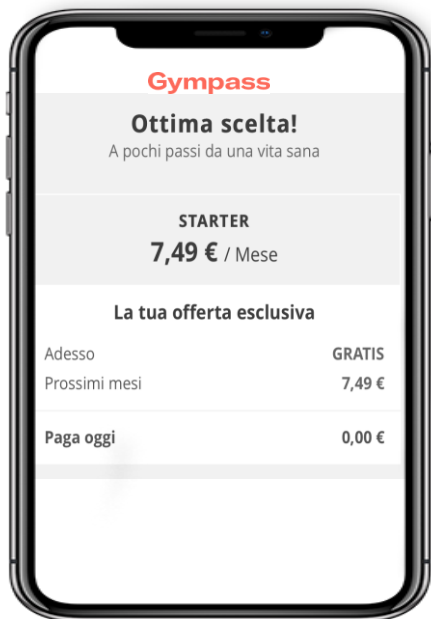 Gympass
Ottima scelta!
A pochi passi da una vita sana
STARTER
7,49 € / Mese
La tua offerta esclusiva
Adesso GRATIS
Prossimi mesi 7,49 €
Paga oggi 0,00 €